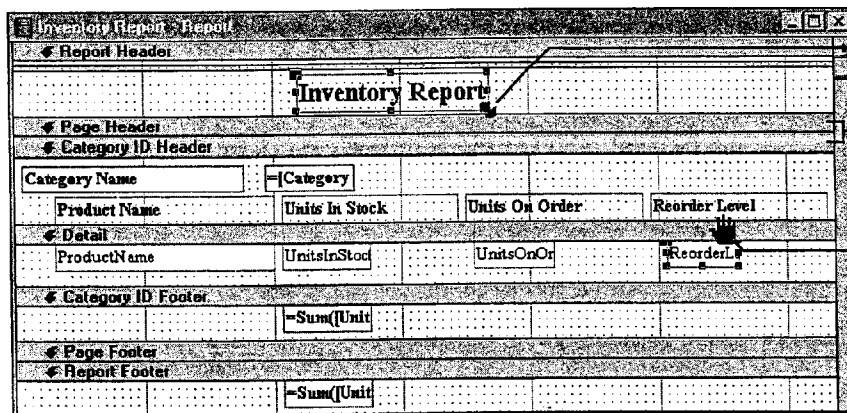 Inventory Report - Report
Report Header
Inventory Report
Page Header
Category ID Header
Category Name =[Category
Product Name Units In Stock Units On Order Reorder Level
Detail
ProductName UnitsInStoc UnitsOnOr ReorderL
Category ID Footer
=Sum([Unit
Page Footer
Report Footer
=Sum([Unit